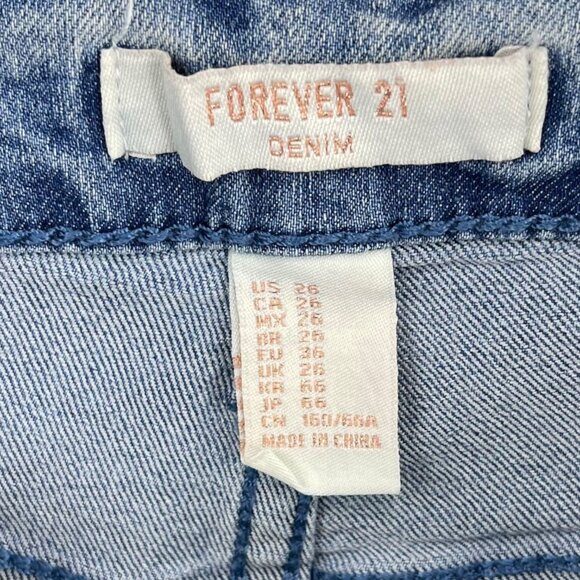 FOREVER 21
DENIM
US 26
CA 26
MX 26
BR 26
EU 36
UK 26
KR 66
JP 66
CN 160/66A
MADE IN CHINA